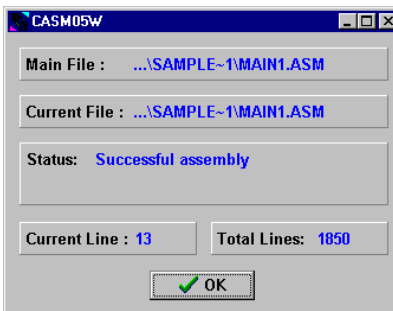 CASM05W
Main File : ...\SAMPLE~1\MAIN1.ASM
Current File : ...\SAMPLE~1\MAIN1.ASM
Status: Successful assembly
Current Line : 13 Total Lines: 1850
OK